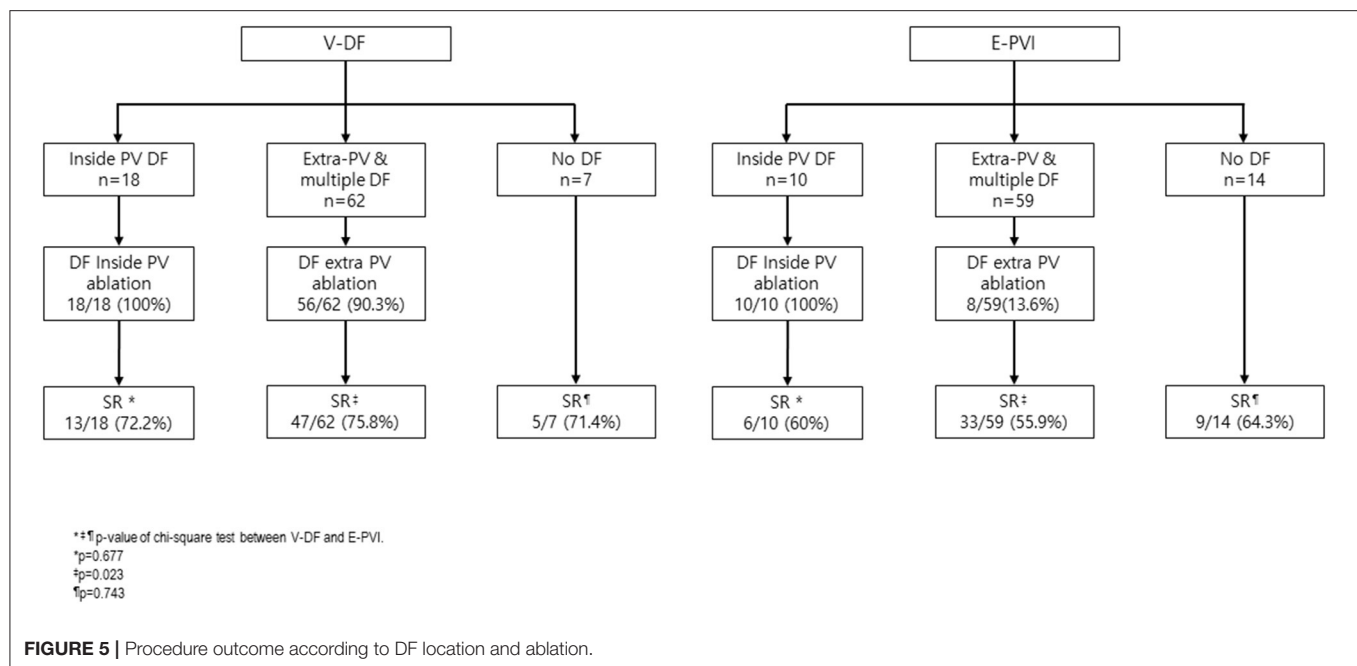 V-DF
E-PVI
Inside PV DF
n=18
Extra-PV &
multiple DF
n=62
No DF
n=7
Inside PV DF
n=10
Extra-PV &
multiple DF
n=59
No DF
n=14
DF Inside PV
ablation
18/18 (100%)
DF extra PV
ablation
56/62 (90.3%)
DF Inside PV
ablation
10/10 (100%)
DF extra PV
ablation
8/59(13.6%)
SR *
13/18 (72.2%)
SR‡
47/62 (75.8%)
SR¶
5/7 (71.4%)
SR *
6/10 (60%)
SR‡
33/59 (55.9%)
SR¶
9/14 (64.3%)
*‡¶ p-value of chi-square test between V-DF and E-PVI.
*p=0.677
‡p=0.023
¶p=0.743
FIGURE 5 | Procedure outcome according to DF location and ablation.